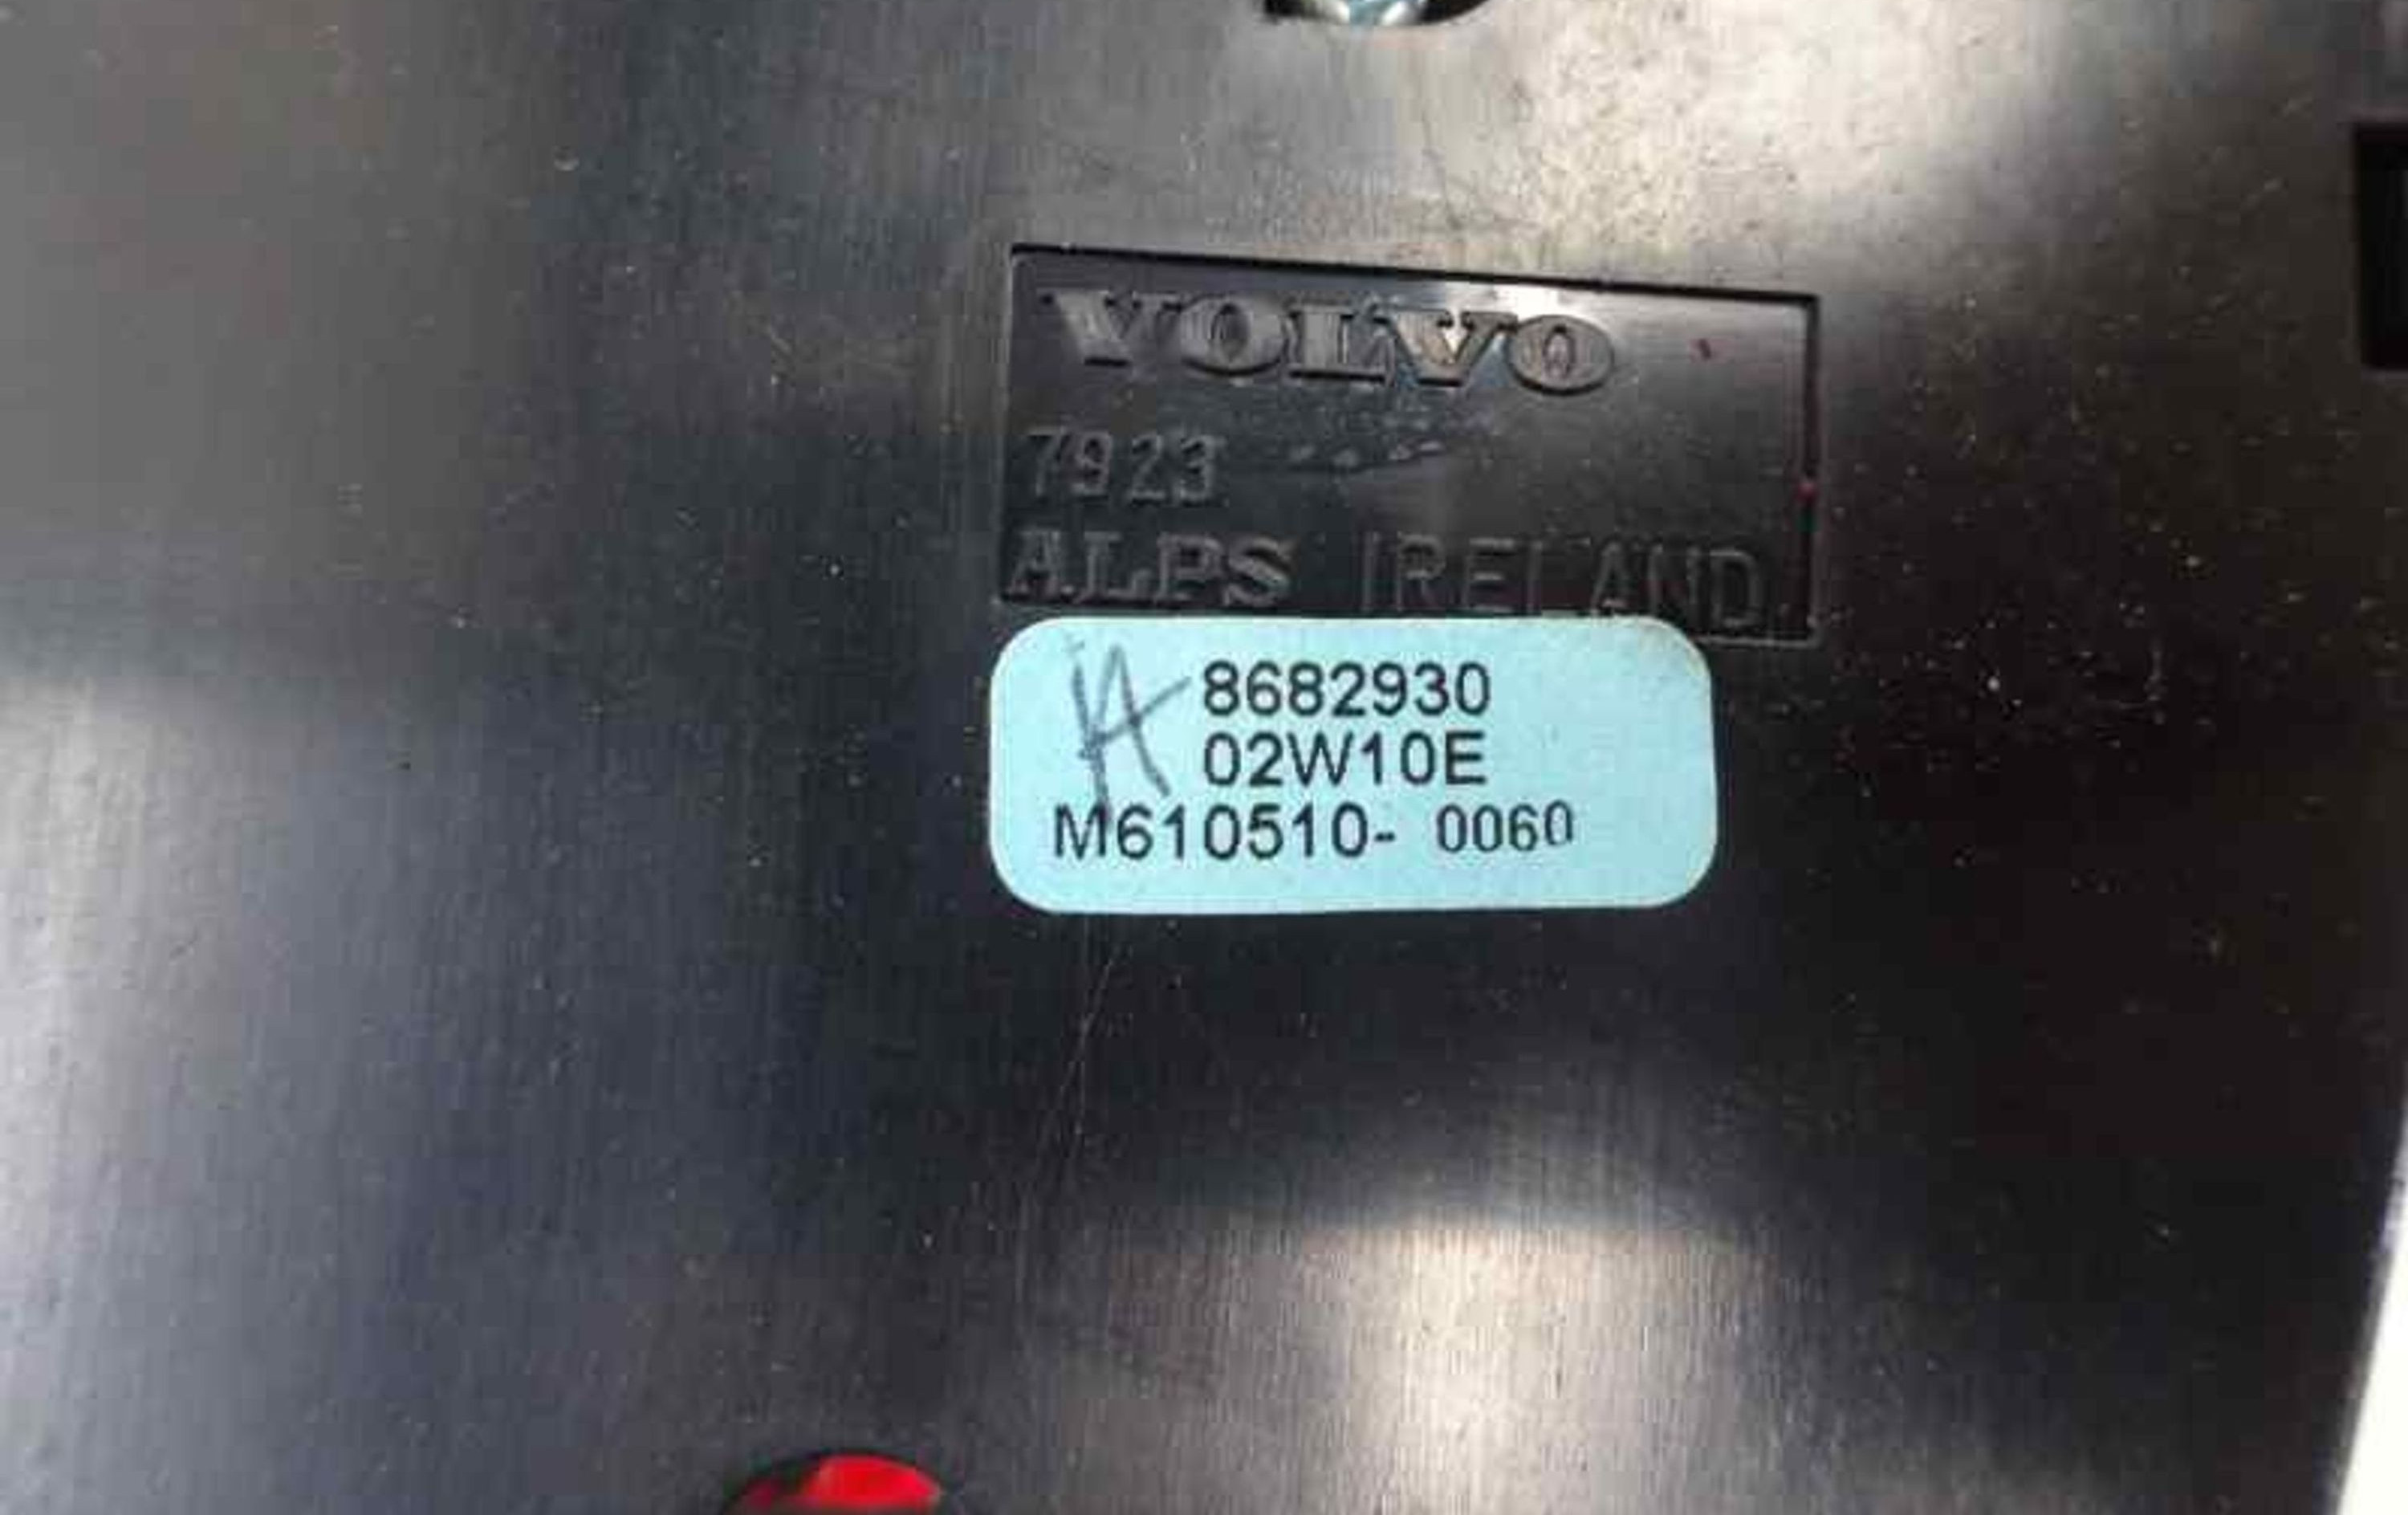 VOLVO
7923
ALPS IRELAND
8682930
02W10E
M610510- 0060